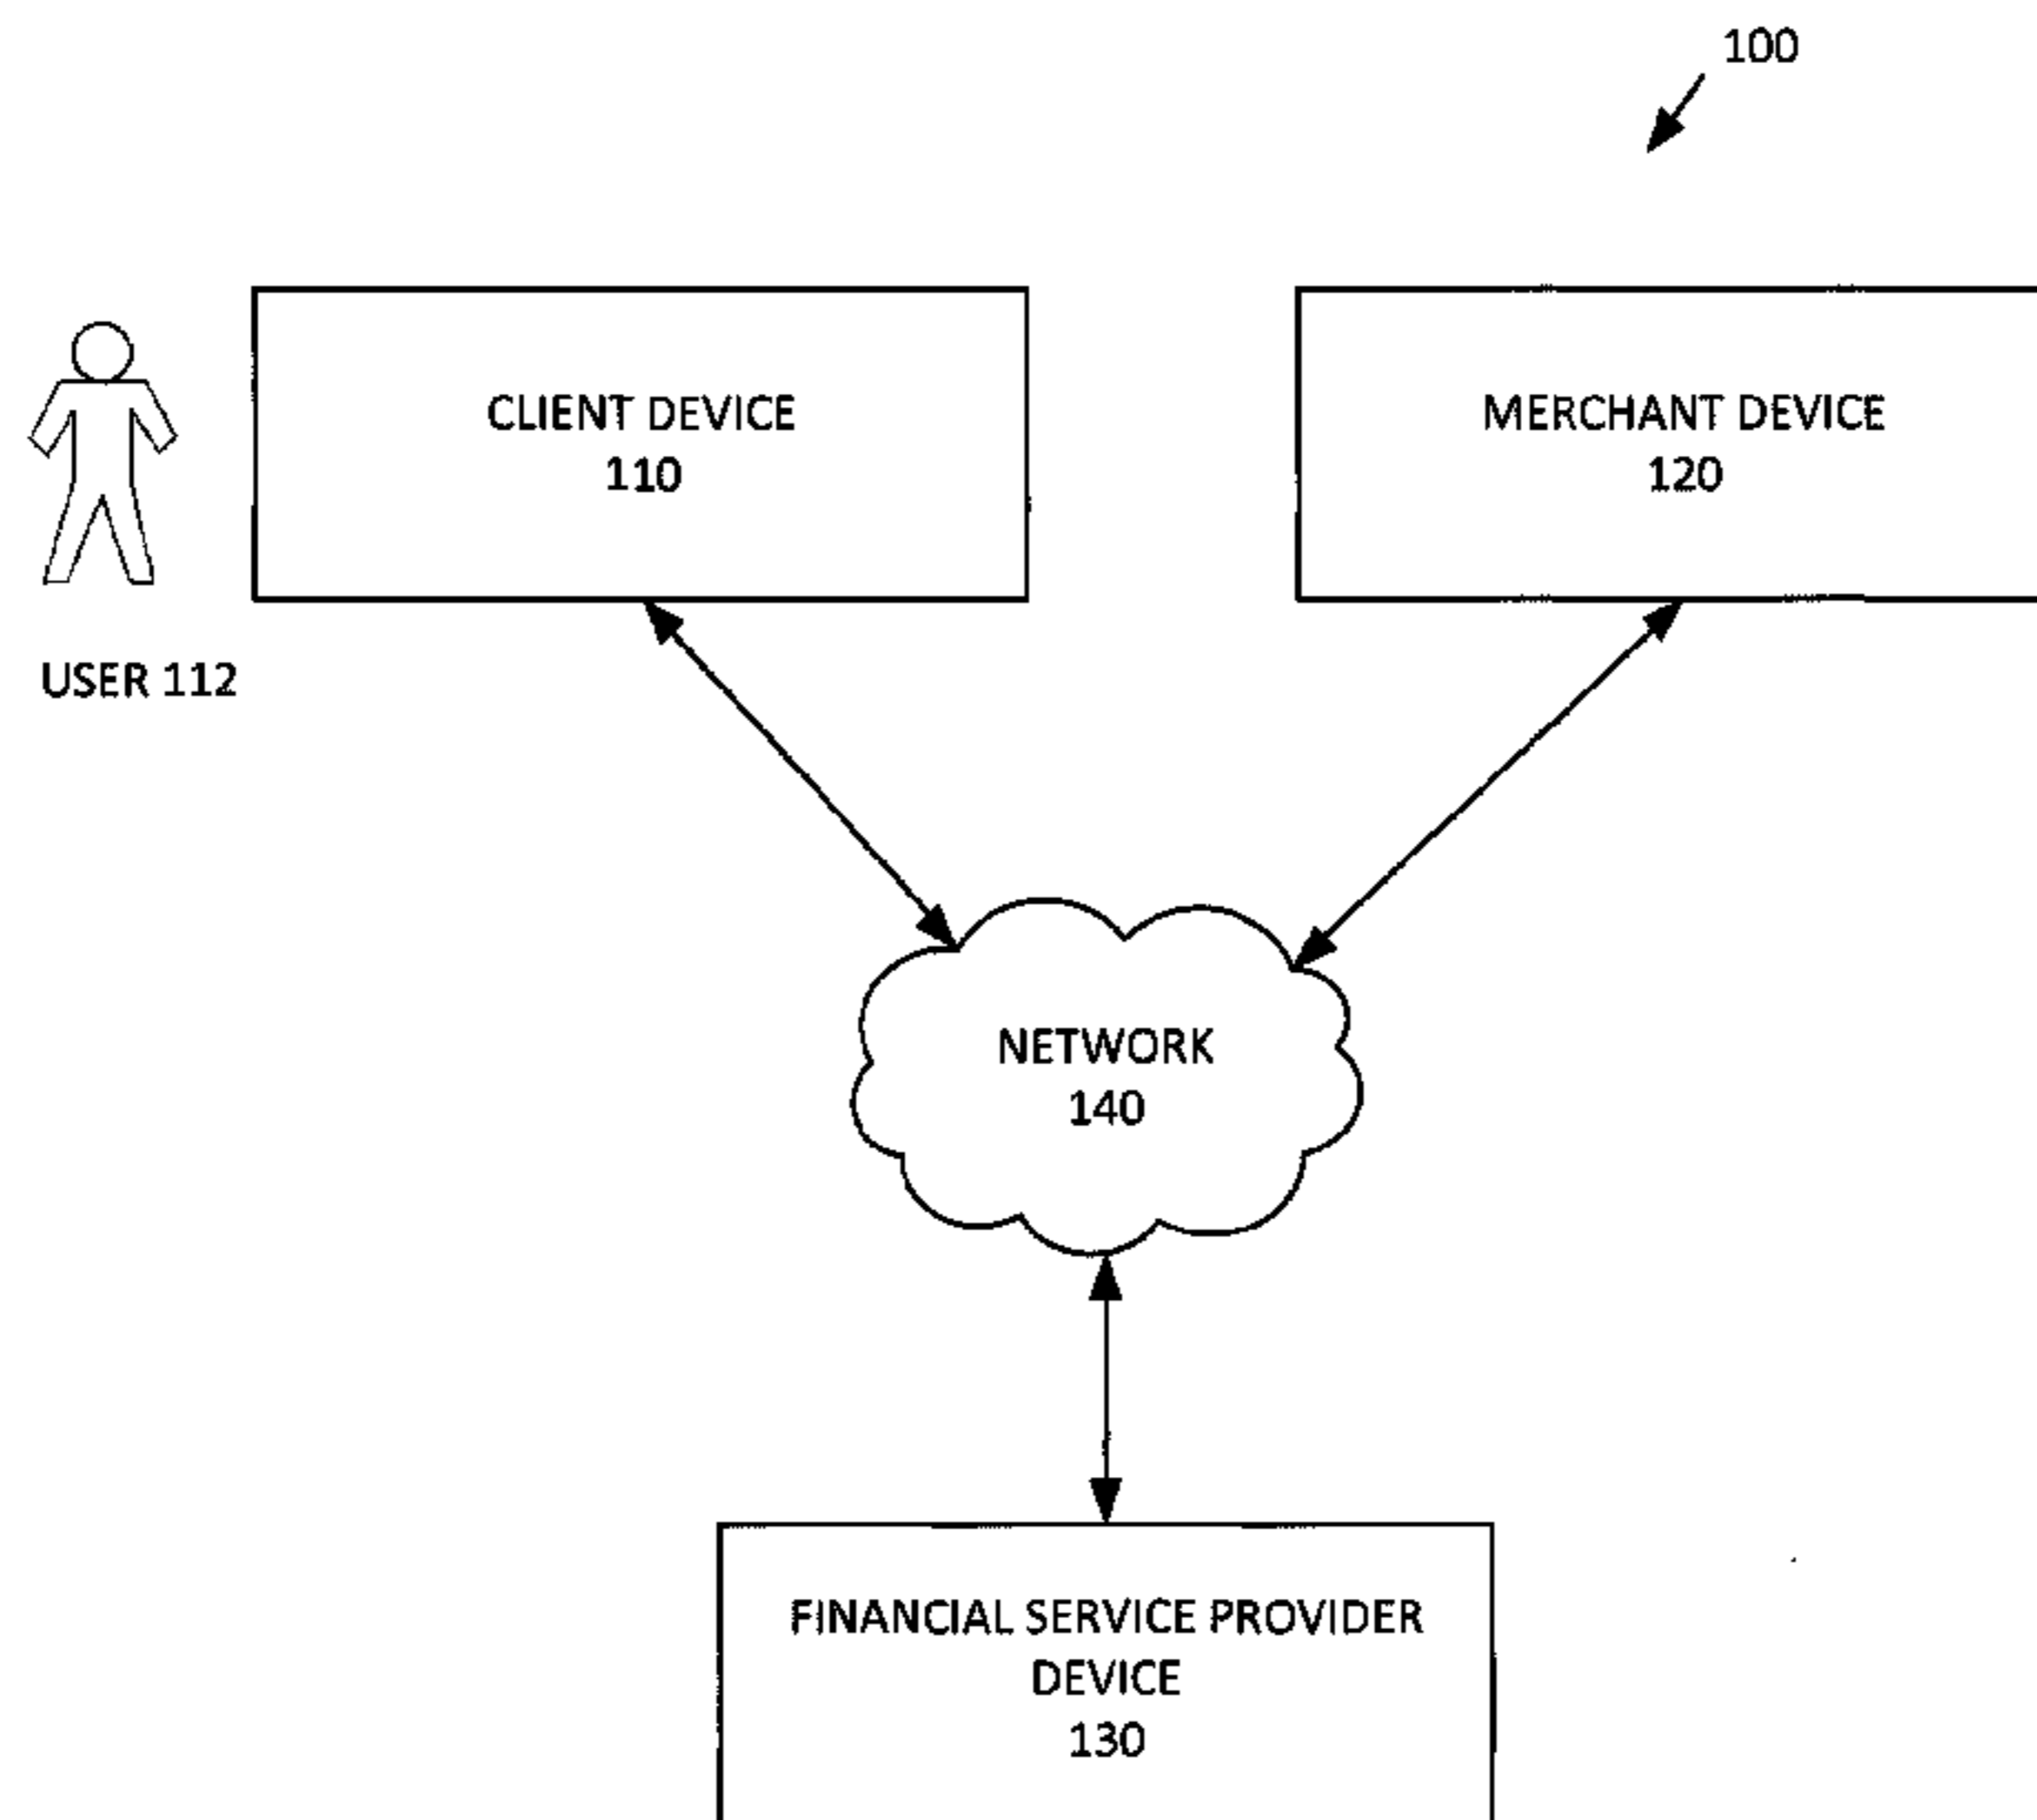 100
CLIENT DEVICE
110
MERCHANT DEVICE
120
USER 112
NETWORK
140
FINANCIAL SERVICE PROVIDER
DEVICE
130